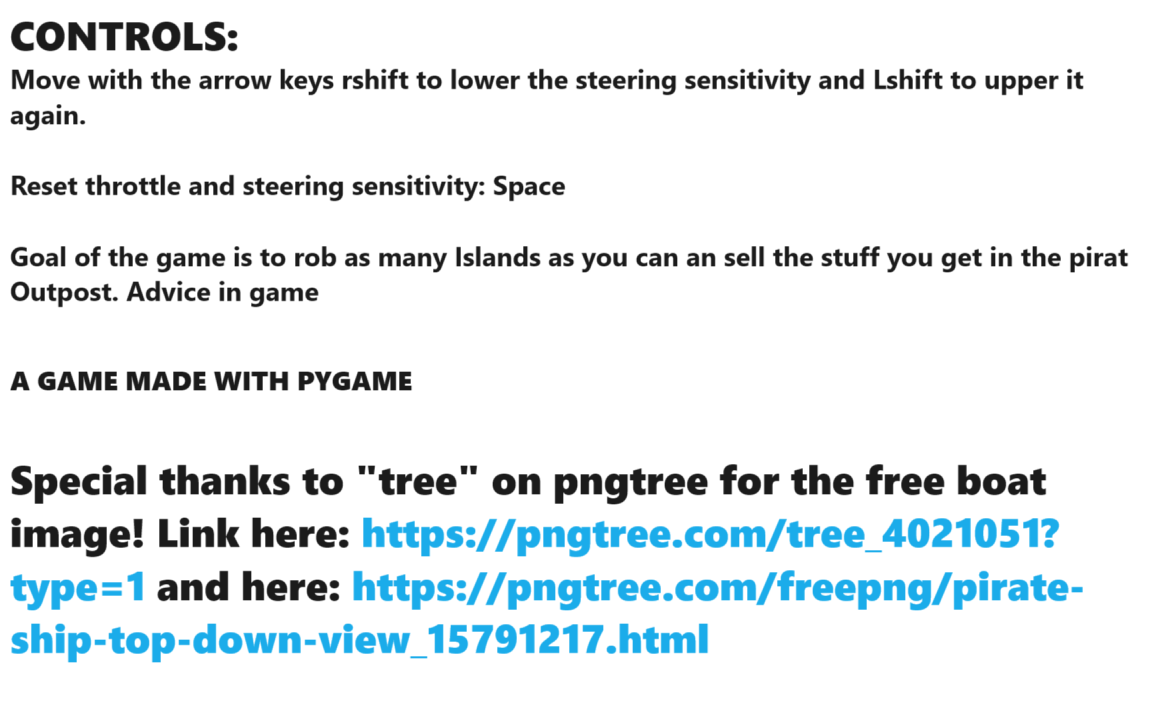 CONTROLS:
Move with the arrow keys rshift to lower the steering sensitivity and Lshift to upper it
again.
Reset throttle and steering sensitivity: Space
Goal of the game is to rob as many Islands as you can an sell the stuff you get in the pirat
Outpost. Advice in game
A GAME MADE WITH PYGAME
Special thanks to "tree" on pngtree for the free boat
image! Link here: https://pngtree.com/tree_4021051?
type=1 and here: https://pngtree.com/freepng/pirate-
ship-top-down-view_15791217.html